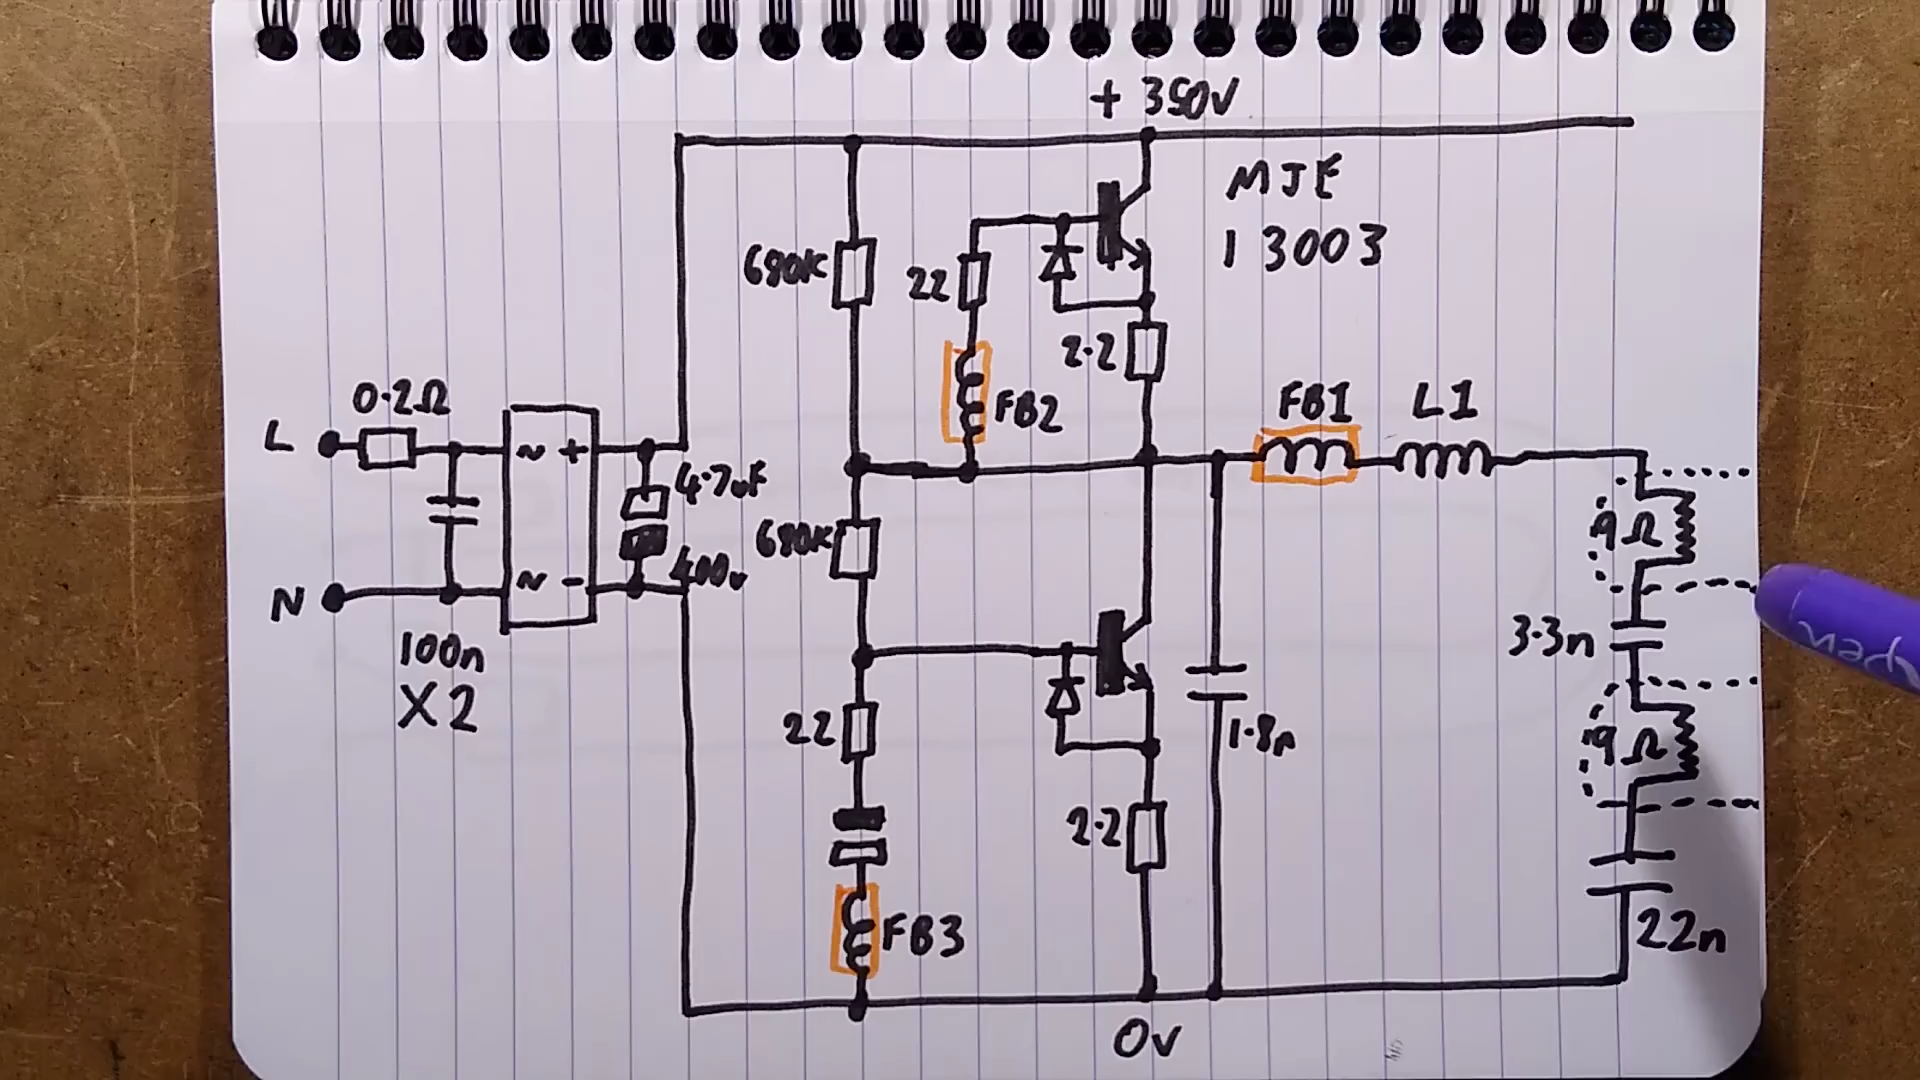 + 350V
MJE
13003
680K
22
2.2
FB2
FB1
L1
0.2Ω
L
~ +
4.7uF
9Ω
680K
400v
~ -
N
3.3n
100n
X2
22
1.8n
9Ω
2.2
FB3
22n
0v
pen